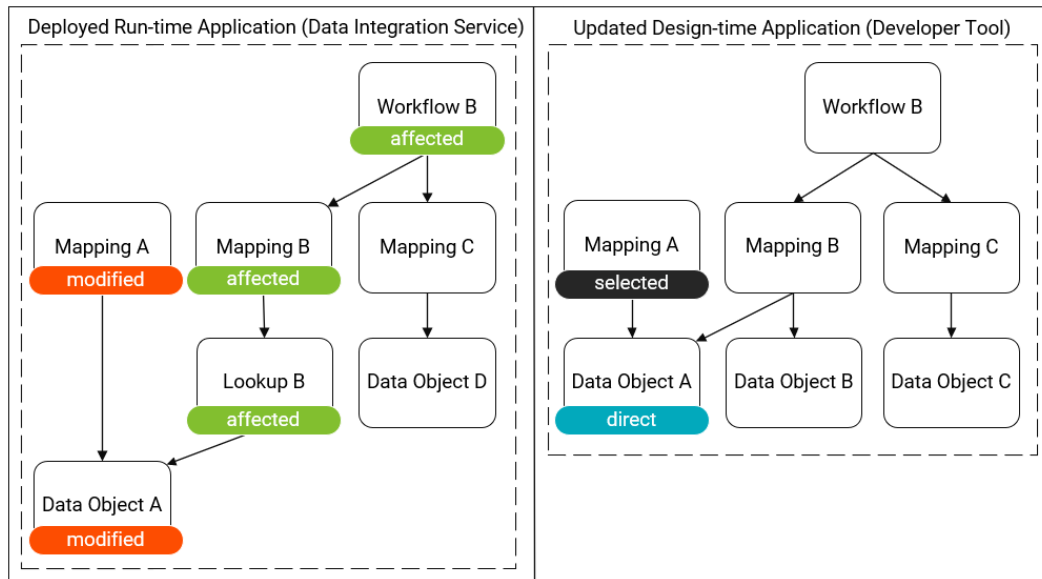 Deployed Run-time Application (Data Integration Service)
Workflow B
affected
Mapping A
modified
Mapping B
affected
Mapping C
Lookup B
affected
Data Object D
Data Object A
modified
Updated Design-time Application (Developer Tool)
Workflow B
Mapping A
selected
Mapping B
Mapping C
Data Object A
direct
Data Object B
Data Object C